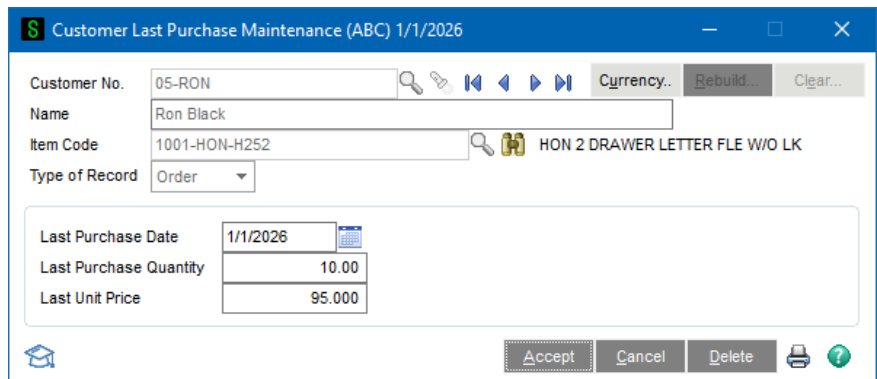 S Customer Last Purchase Maintenance (ABC) 1/1/2026
Customer No. 05-RON Currency.. Rebuild... Clear...
Name Ron Black
Item Code 1001-HON-H252 HON 2 DRAWER LETTER FLE W/O LK
Type of Record Order
Last Purchase Date 1/1/2026
Last Purchase Quantity 10.00
Last Unit Price 95.000
Accept Cancel Delete ?